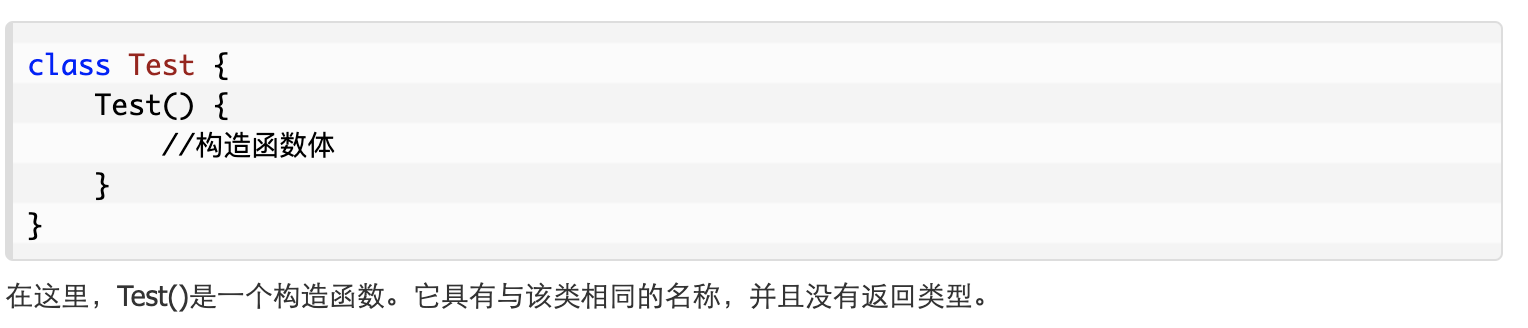 class Test {
    Test() {
        //构造函数体
    }
}
在这里，Test()是一个构造函数。它具有与该类相同的名称，并且没有返回类型。